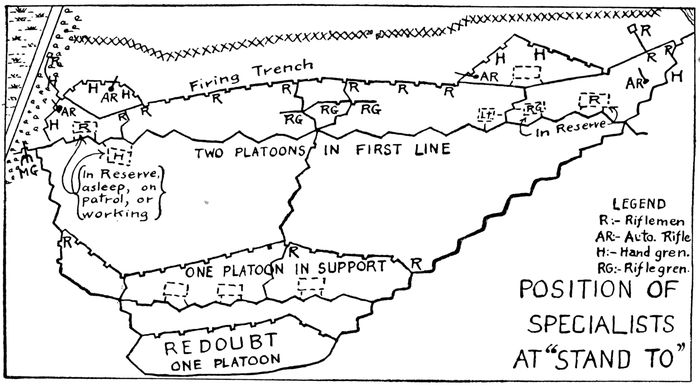 R
R
R
H
H
AR
AR
Firing Trench
H
H
AR
H
R
R
R
R
R
R
H
AR
H
R
RG
RG
RG
H
RG
R
R
In Reserve
TWO PLATOONS IN FIRST LINE
MG
H
In Reserve,
asleep, on
patrol, or
working
LEGEND
R:- Riflemen
AR:- Auto. Rifle
H:- Hand gren.
RG:- Rifle gren.
R
R
R
ONE PLATOON IN SUPPORT
POSITION OF
SPECIALISTS
AT "STAND TO"
REDOUBT
ONE PLATOON